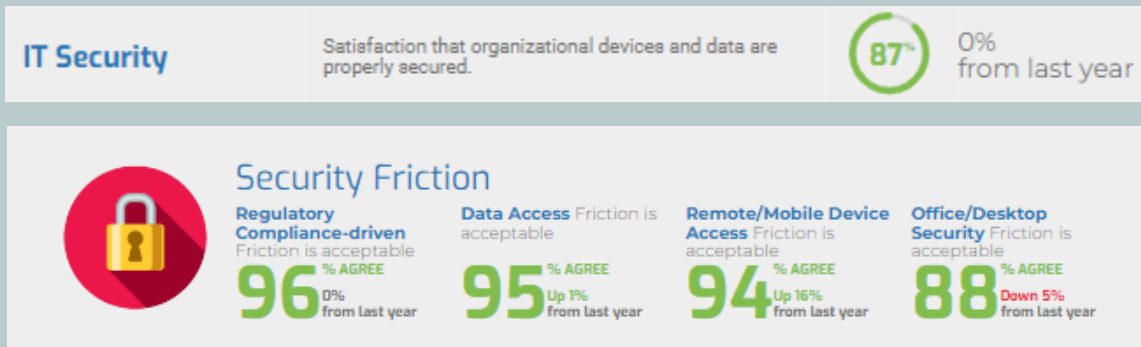 IT Security
Satisfaction that organizational devices and data are
properly secured.
87%
0%
from last year
Security Friction
Regulatory
Compliance-driven
Friction is acceptable
96% AGREE
0%
from last year
Data Access Friction is
acceptable
95% AGREE
Up 1%
from last year
Remote/Mobile Device
Access Friction is
acceptable
94% AGREE
Up 16%
from last year
Office/Desktop
Security Friction is
acceptable
88% AGREE
Down 5%
from last year